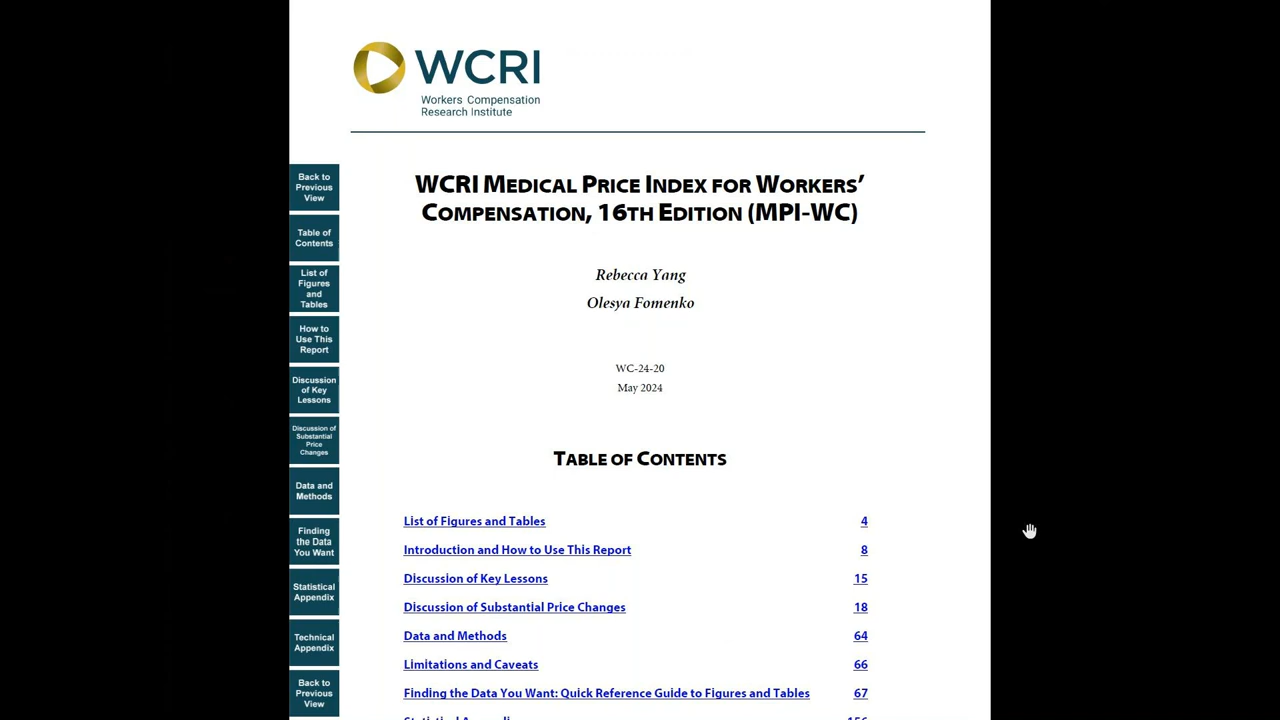 WCRI
Workers Compensation
Research Institute
WCRI MEDICAL PRICE INDEX FOR WORKERS’
COMPENSATION, 16TH EDITION (MPI-WC)
Rebecca Yang
Olesya Fomenko
WC-24-20
May 2024
TABLE OF CONTENTS
List of Figures and Tables 4
Introduction and How to Use This Report 8
Discussion of Key Lessons 15
Discussion of Substantial Price Changes 18
Data and Methods 64
Limitations and Caveats 66
Finding the Data You Want: Quick Reference Guide to Figures and Tables 67
Back to
Previous
View
Table of
Contents
List of
Figures
and
Tables
How to
Use This
Report
Discussion
of Key
Lessons
Discussion of
Substantial
Price
Changes
Data and
Methods
Finding
the Data
You Want
Statistical
Appendix
Technical
Appendix
Back to
Previous
View